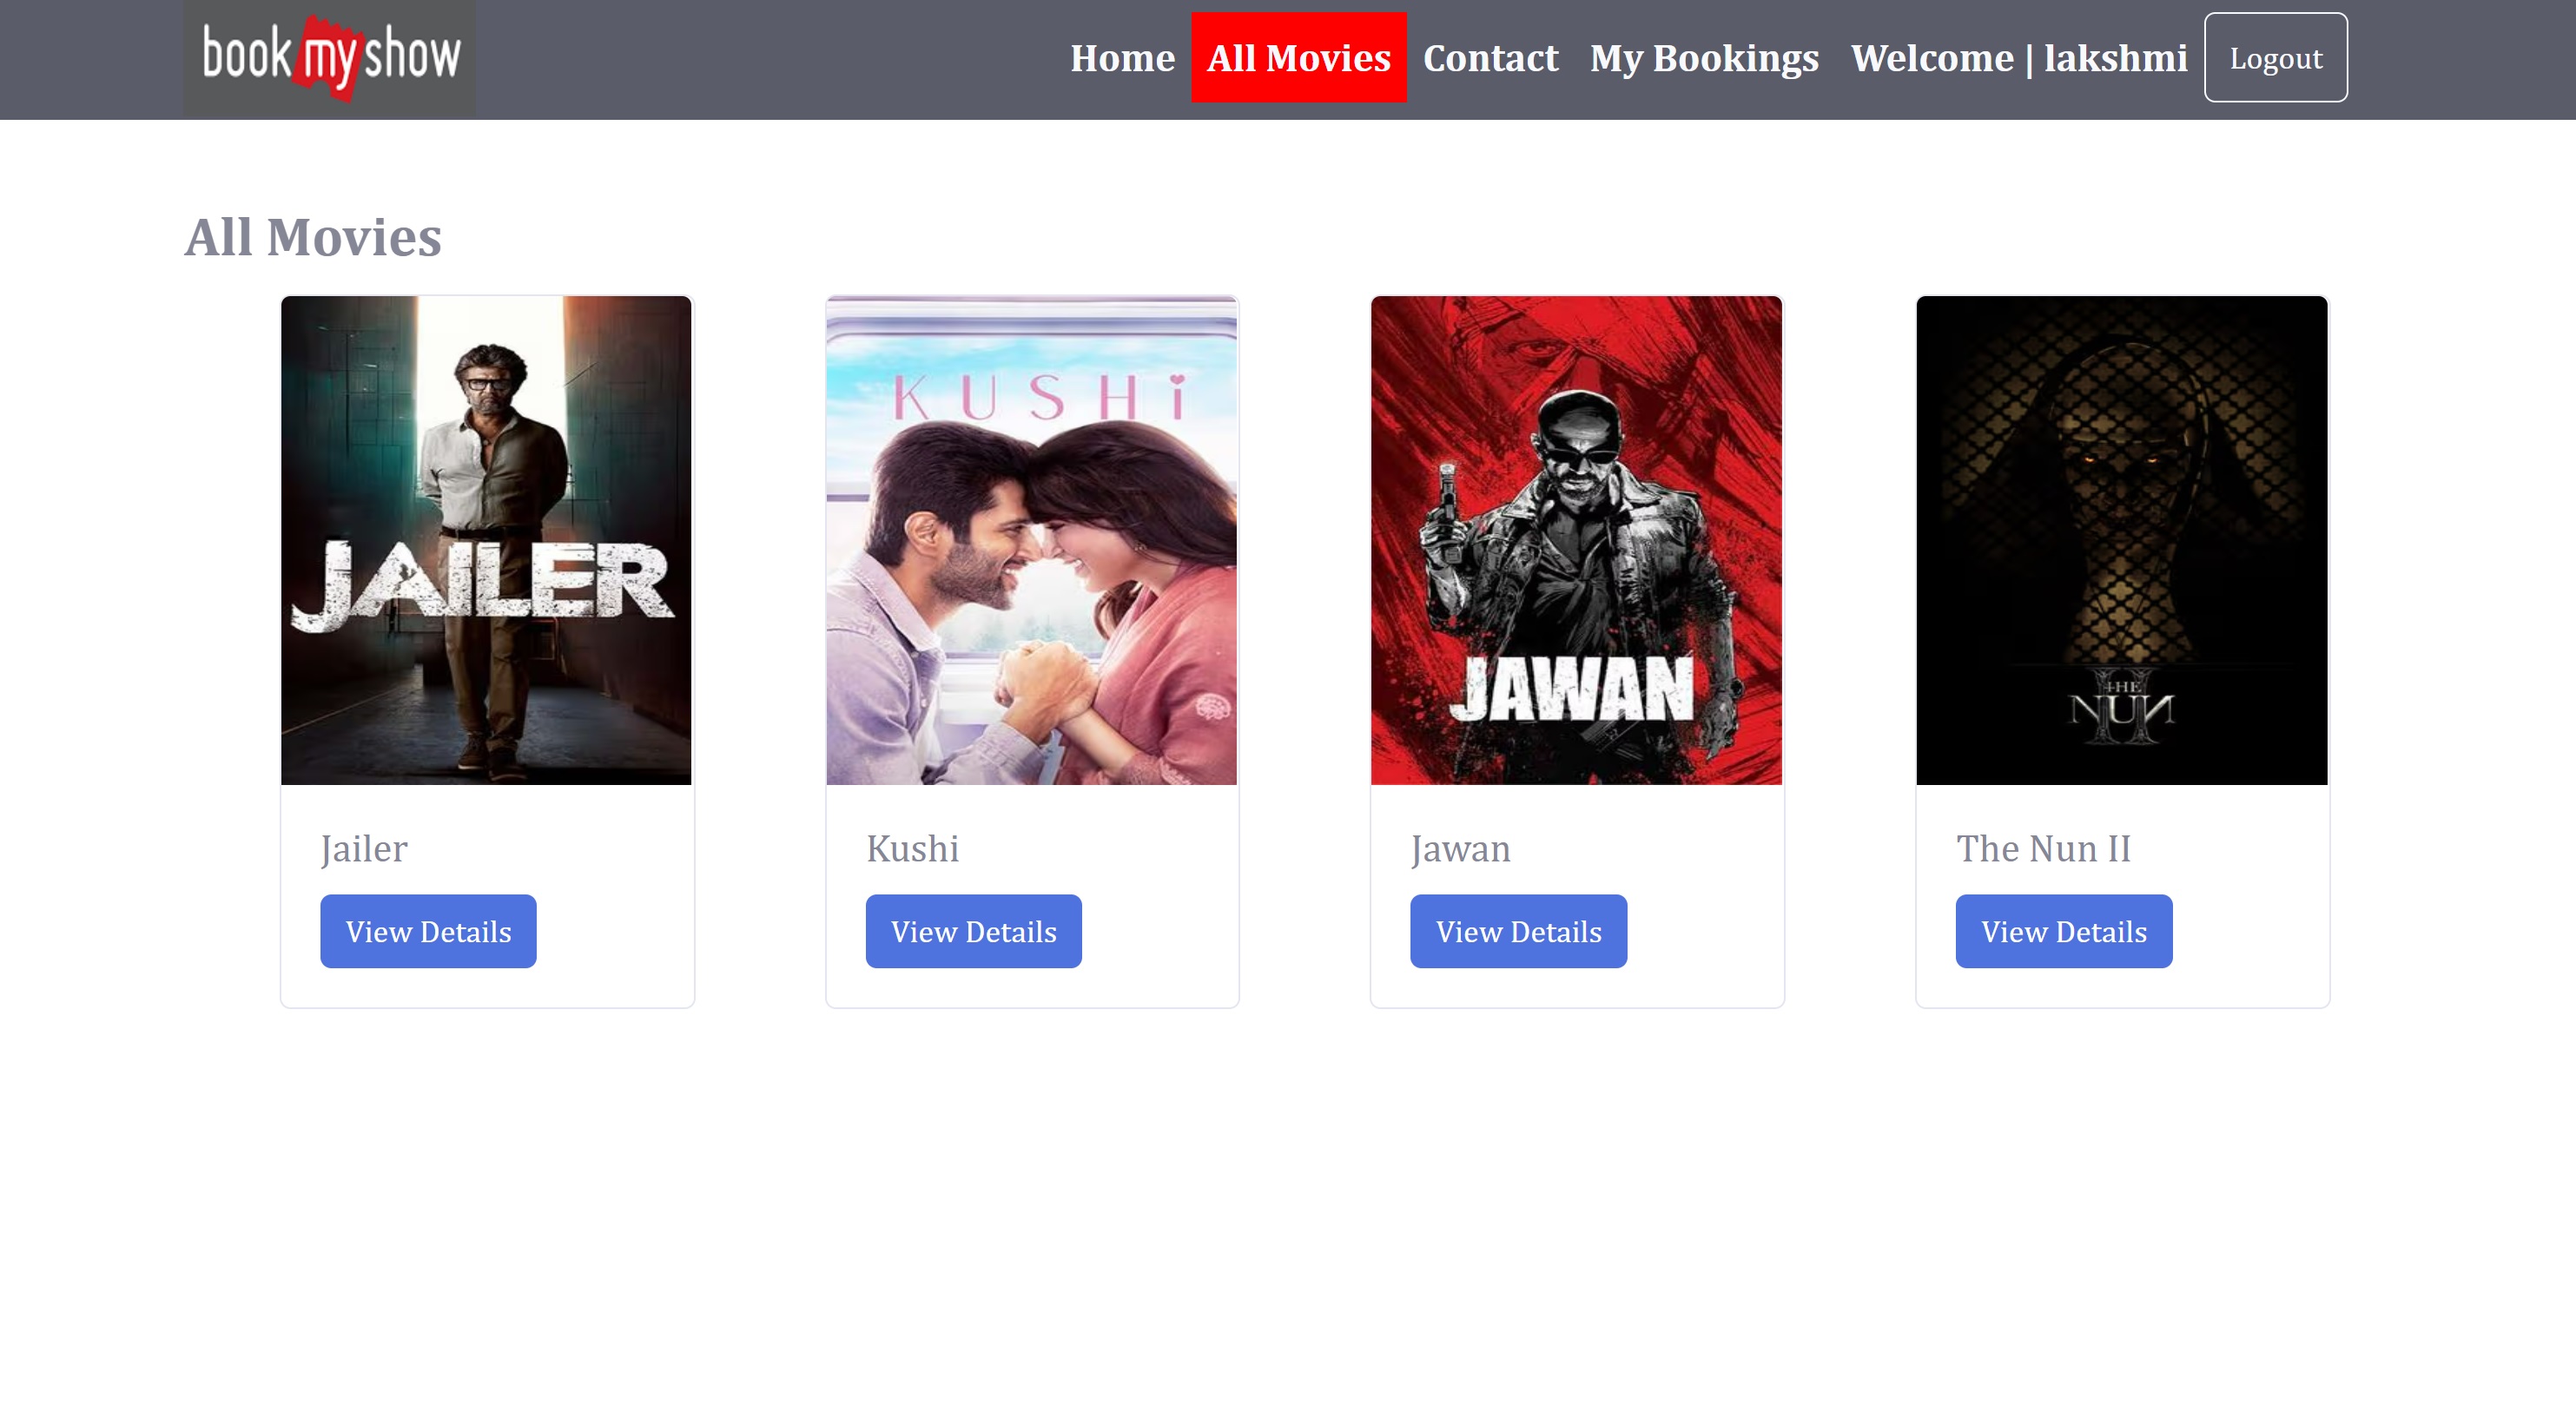 book my show
Home All Movies Contact My Bookings Welcome | lakshmi Logout
All Movies
JAILER
KUSHi
JAWAN
THE NUN II
Jailer
Kushi
Jawan
The Nun II
View Details
View Details
View Details
View Details